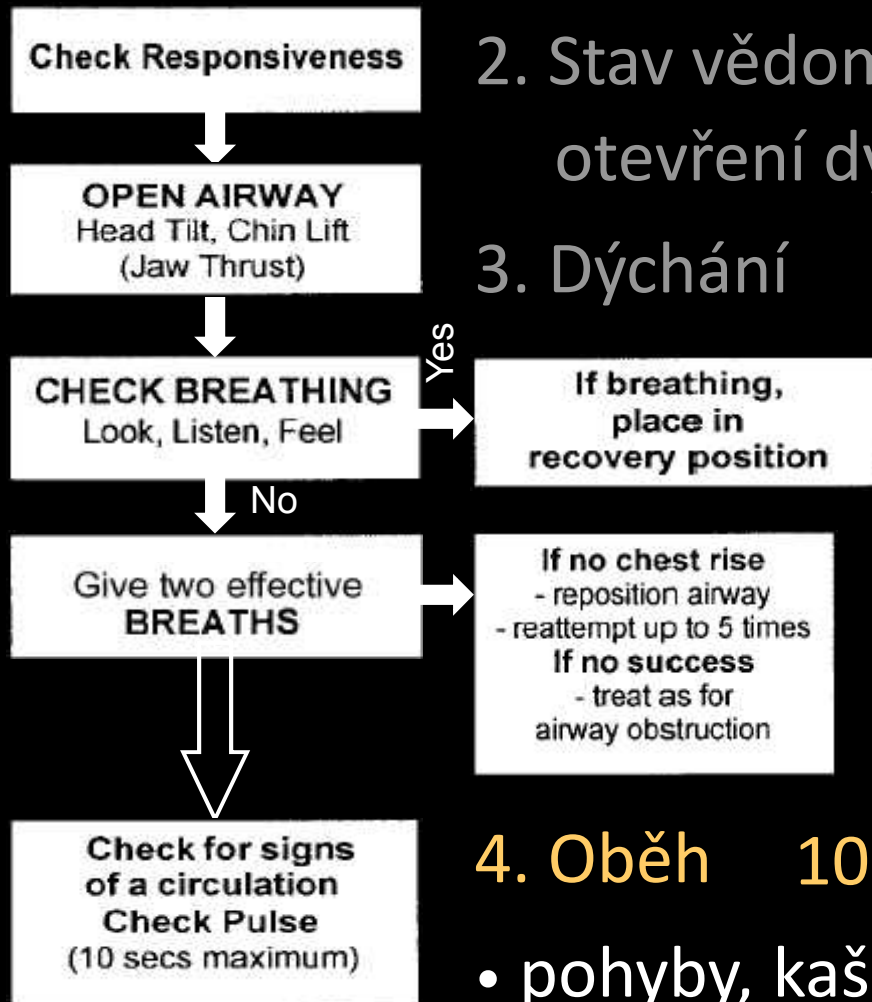 Check Responsiveness
2. Stav vědom
OPEN AIRWAY
Head Tilt, Chin Lift
(Jaw Thrust)
otevření dý
3. Dýchání
CHECK BREATHING
Look, Listen, Feel
Yes
If breathing,
place in
recovery position
No
Give two effective
BREATHS
If no chest rise
- reposition airway
- reattempt up to 5 times
If no success
- treat as for
airway obstruction
Check for signs
of a circulation
Check Pulse
(10 secs maximum)
4. Oběh 10
• pohyby, kaš